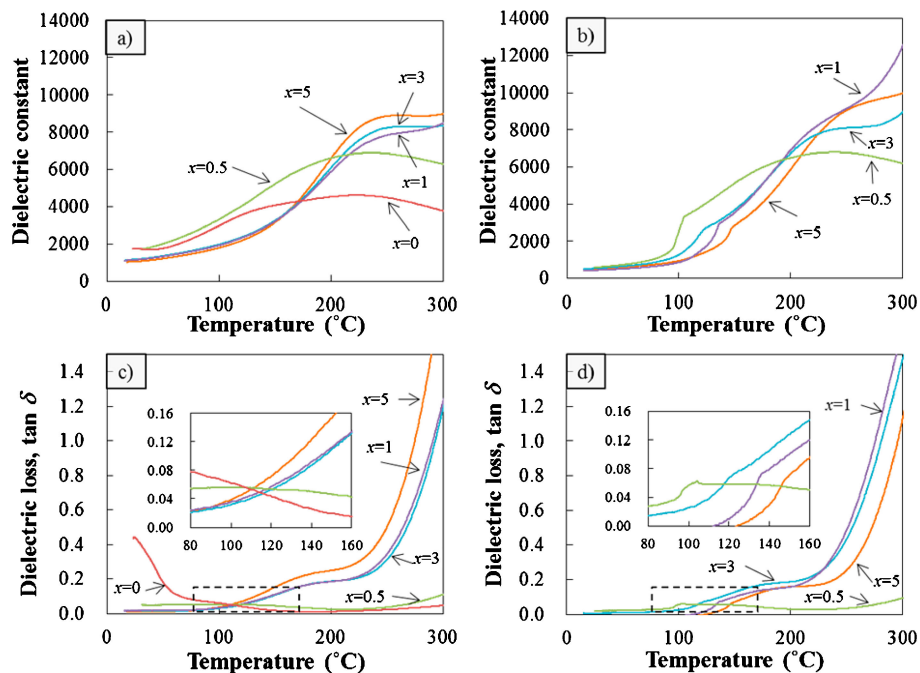 a)
Dielectric constant
14000
12000
10000
8000
6000
4000
2000
0
x=5
x=3
x=0.5
x=1
x=0
0 100 200 300
Temperature (˚C)
b)
Dielectric constant
14000
12000
10000
8000
6000
4000
2000
0
x=1
x=3
x=0.5
x=5
0 100 200 300
Temperature (˚C)
c)
Dielectric loss, tan δ
1.4
1.2
1.0
0.8
0.6
0.4
0.2
0.0
0.16
0.12
0.08
0.04
0.00
80 100 120 140 160
x=5
x=1
x=3
x=0
x=0.5
0 100 200 300
Temperature (˚C)
d)
Dielectric loss, tan δ
1.4
1.2
1.0
0.8
0.6
0.4
0.2
0.0
0.16
0.12
0.08
0.04
0.00
80 100 120 140 160
x=1
x=3
x=5
x=0.5
0 100 200 300
Temperature (˚C)